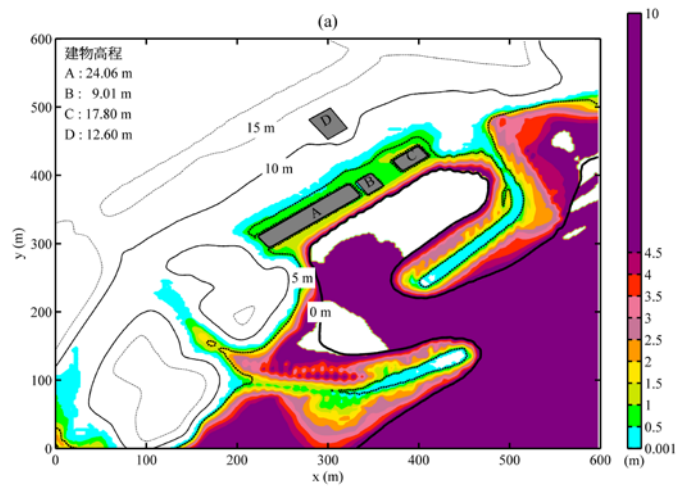 (a)
10
600
建物高程
A : 24.06 m
B : 9.01 m
C : 17.80 m
D : 12.60 m
D
500
15 m
10 m
C
B
400
A
y (m)
300
5 m
4.5
4
0 m
3.5
200
3
2.5
2
100
1.5
1
0.5
0
0.001
0 100 200 300 400 500 600 (m)
x (m)